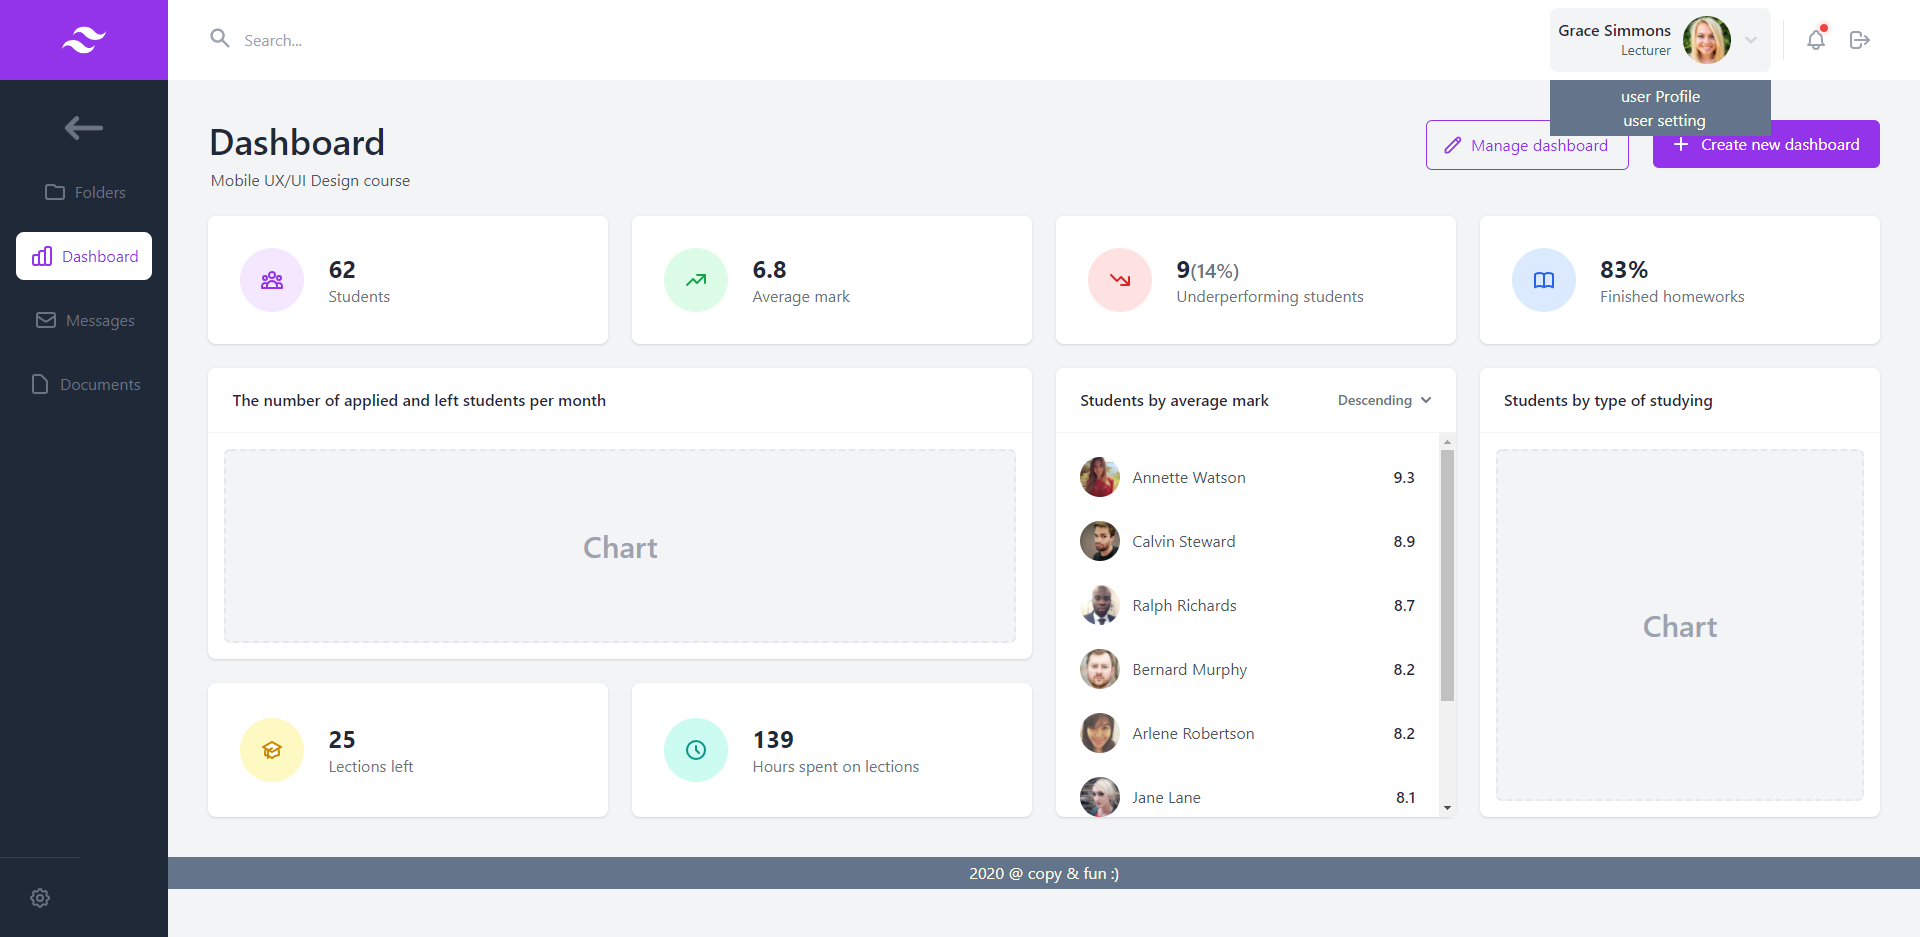 Search...
Grace Simmons
Lecturer
user Profile
user setting
Folders
Dashboard
Messages
Documents
Dashboard
Mobile UX/UI Design course
Manage dashboard
Create new dashboard
62
Students
6.8
Average mark
9(14%)
Underperforming students
83%
Finished homeworks
The number of applied and left students per month
Chart
Students by average mark
Descending
Annette Watson 9.3
Calvin Steward 8.9
Ralph Richards 8.7
Bernard Murphy 8.2
Arlene Robertson 8.2
Jane Lane 8.1
Students by type of studying
Chart
25
Lections left
139
Hours spent on lections
2020 @ copy & fun :)